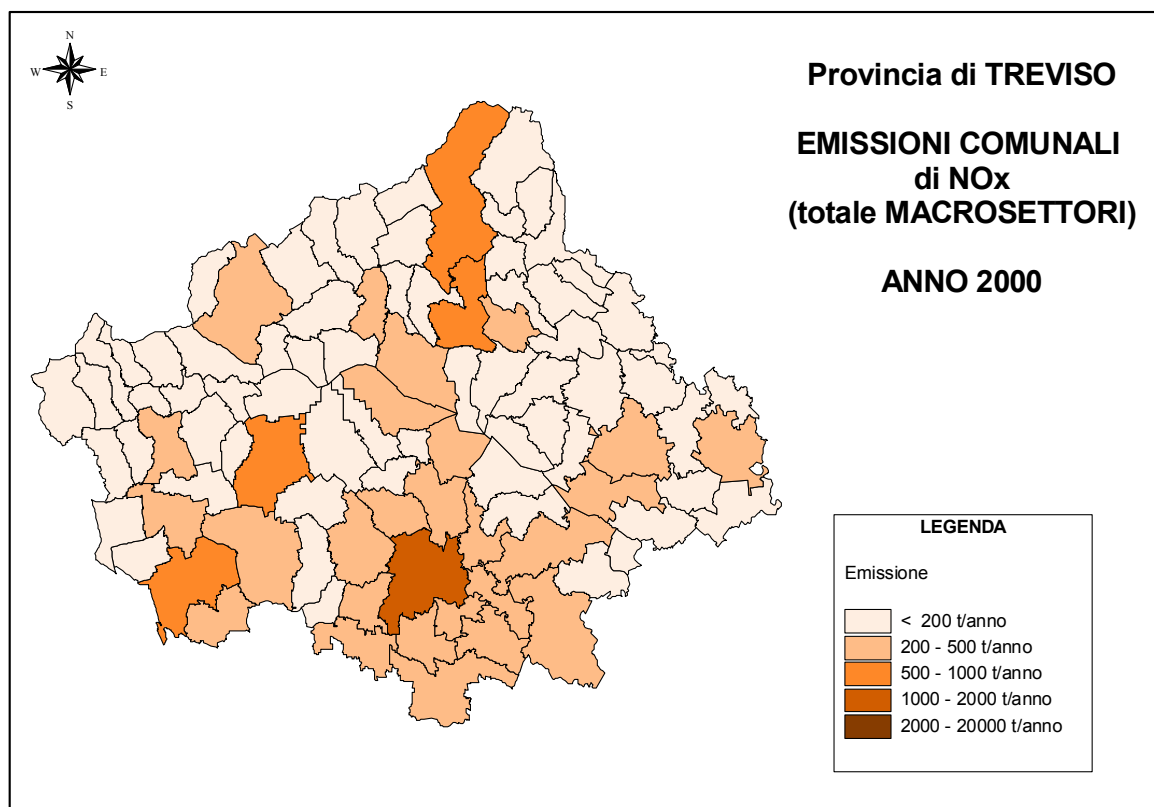 N
W E
S
Provincia di TREVISO
EMISSIONI COMUNALI
di NOx
(totale MACROSETTORI)
ANNO 2000
LEGENDA
Emissione
< 200 t/anno
200 - 500 t/anno
500 - 1000 t/anno
1000 - 2000 t/anno
2000 - 20000 t/anno